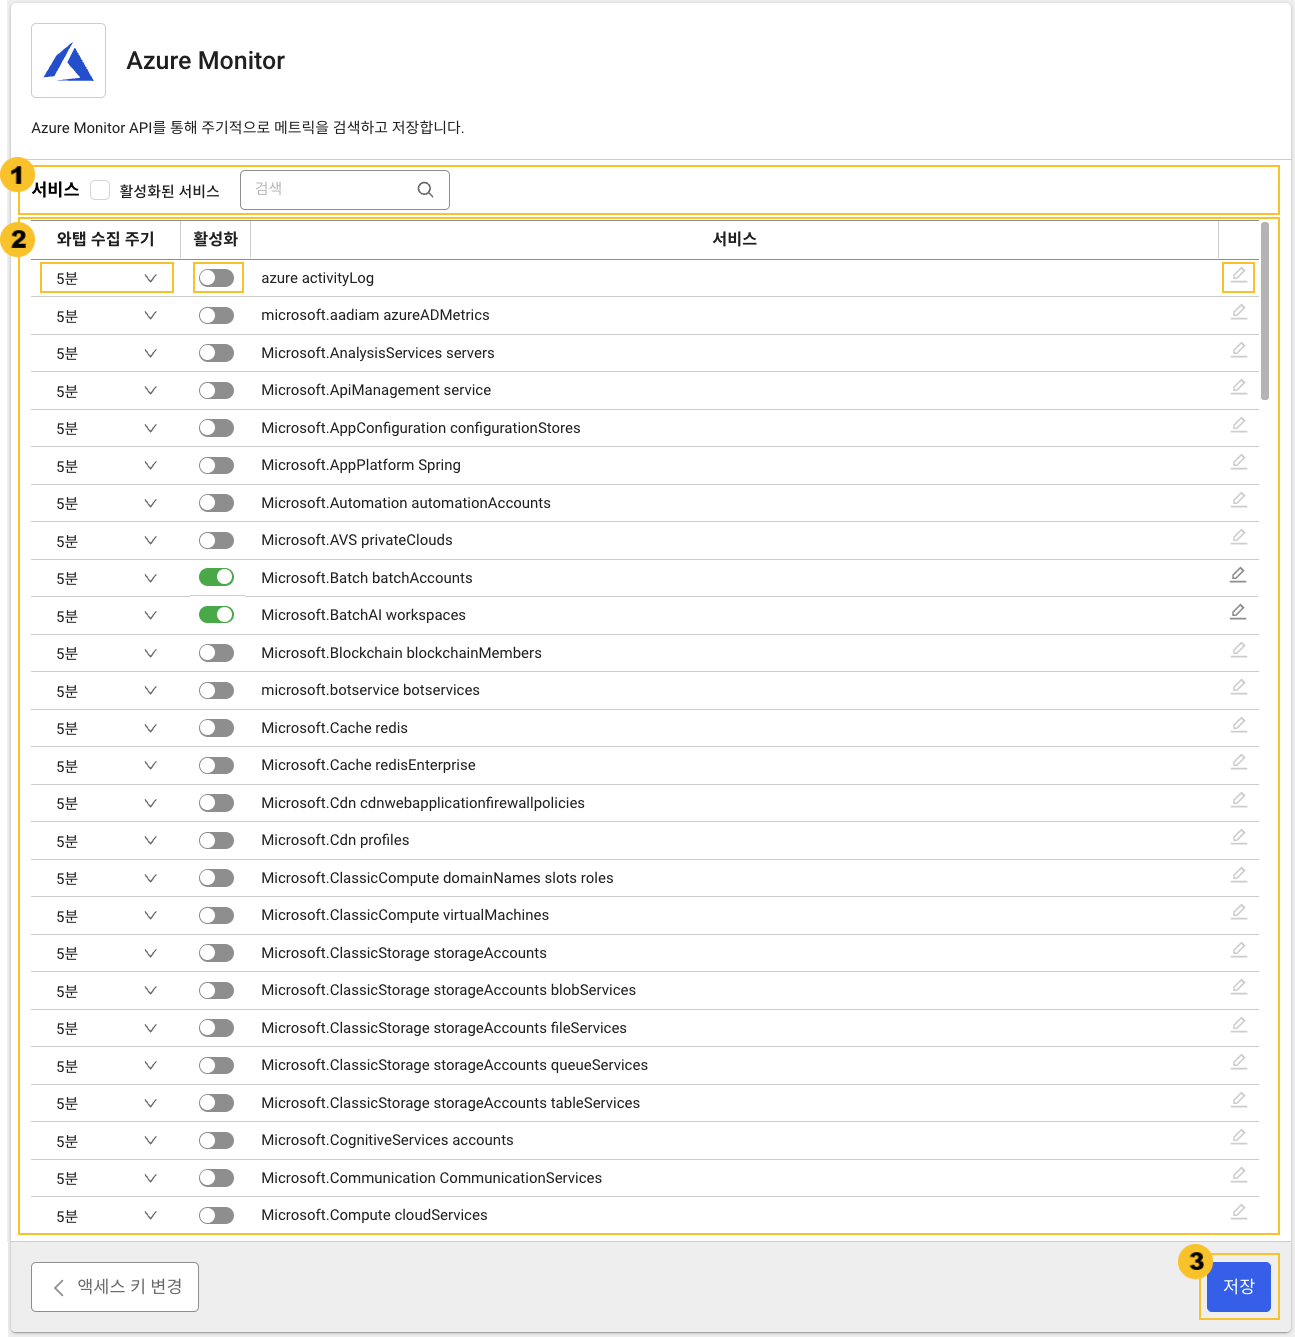 Azure Monitor
Azure Monitor API를 통해 주기적으로 메트릭을 검색하고 저장합니다.
1
서비스 활성화된 서비스 검색
2
와탭 수집 주기 활성화 서비스
5분 azure activityLog
5분 microsoft.aadiam azureADMetrics
5분 Microsoft.AnalysisServices servers
5분 Microsoft.ApiManagement service
5분 Microsoft.AppConfiguration configurationStores
5분 Microsoft.AppPlatform Spring
5분 Microsoft.Automation automationAccounts
5분 Microsoft.AVS privateClouds
5분 Microsoft.Batch batchAccounts
5분 Microsoft.BatchAI workspaces
5분 Microsoft.Blockchain blockchainMembers
5분 microsoft.botservice botservices
5분 Microsoft.Cache redis
5분 Microsoft.Cache redisEnterprise
5분 Microsoft.Cdn cdnwebapplicationfirewallpolicies
5분 Microsoft.Cdn profiles
5분 Microsoft.ClassicCompute domainNames slots roles
5분 Microsoft.ClassicCompute virtualMachines
5분 Microsoft.ClassicStorage storageAccounts
5분 Microsoft.ClassicStorage storageAccounts blobServices
5분 Microsoft.ClassicStorage storageAccounts fileServices
5분 Microsoft.ClassicStorage storageAccounts queueServices
5분 Microsoft.ClassicStorage storageAccounts tableServices
5분 Microsoft.CognitiveServices accounts
5분 Microsoft.Communication CommunicationServices
5분 Microsoft.Compute cloudServices
3
액세스 키 변경 저장